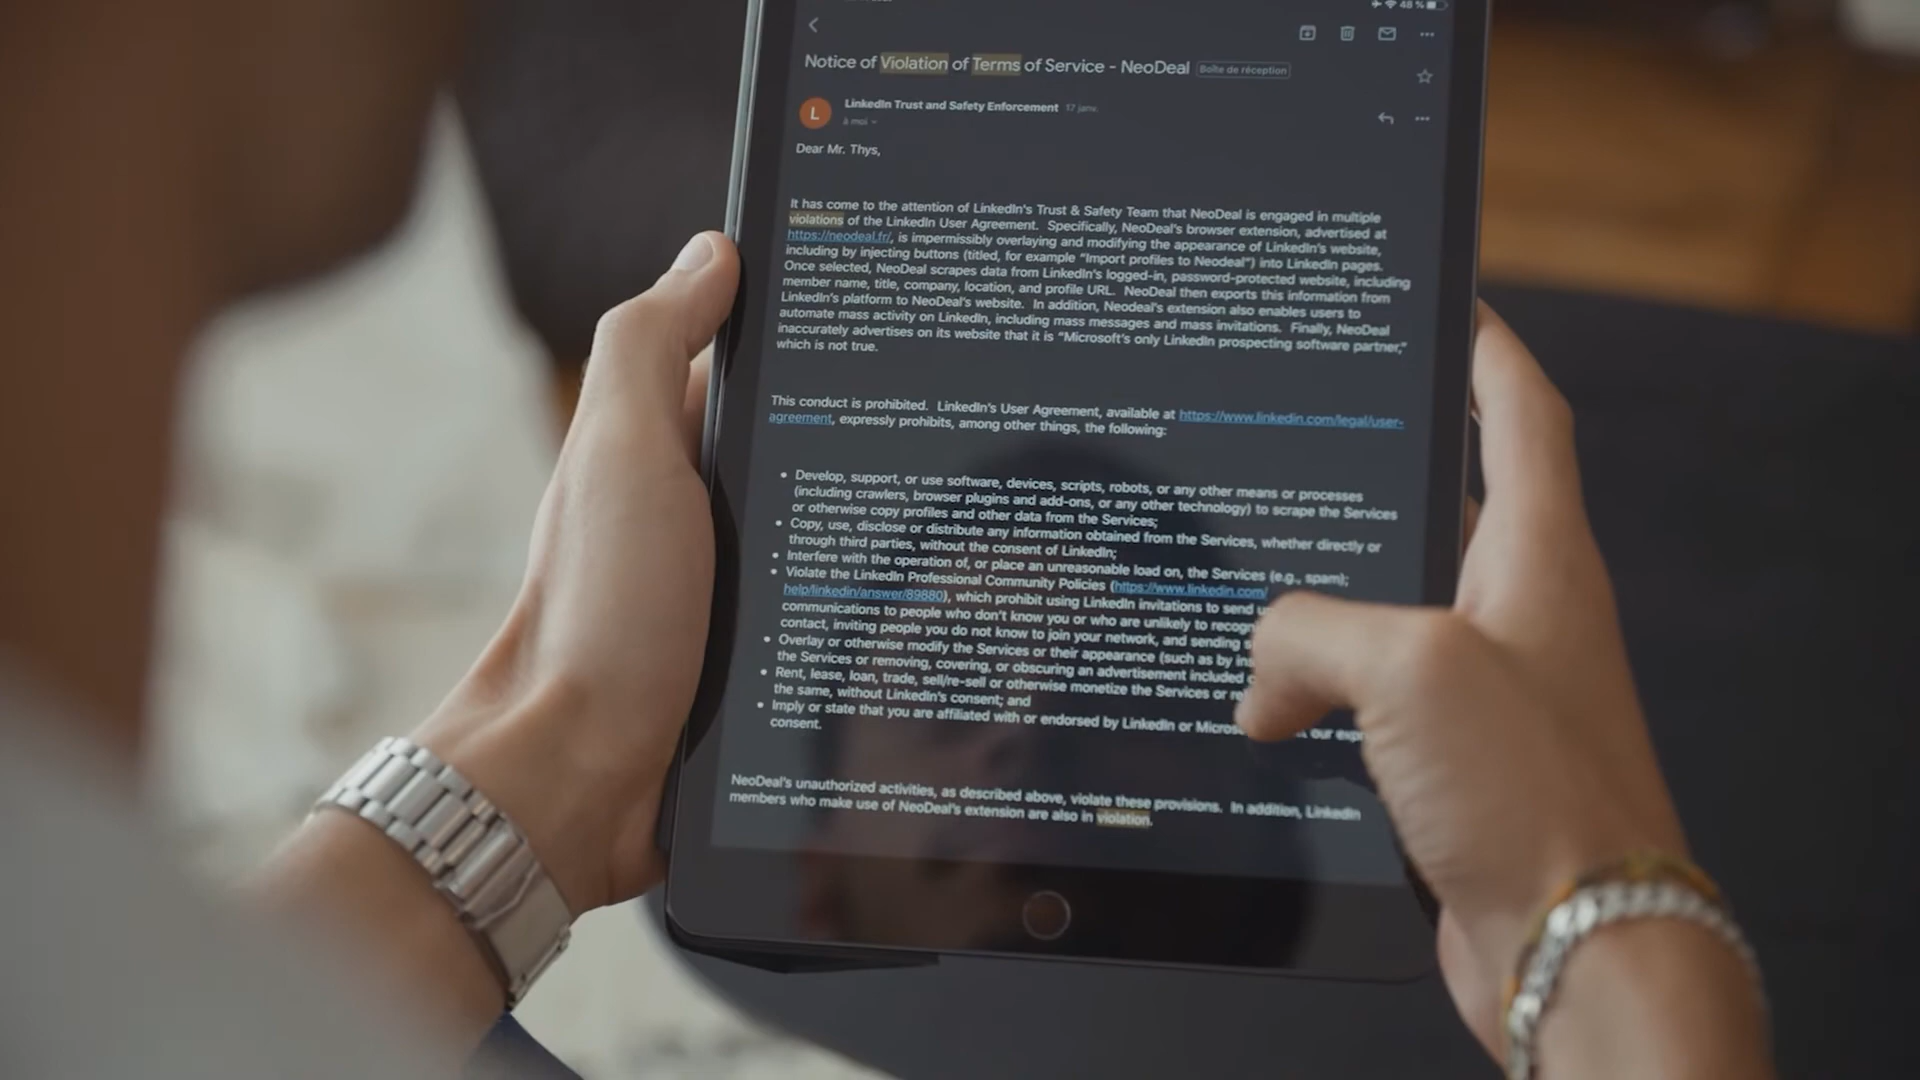 48 %
Notice of Violation of Terms of Service - NeoDeal Boîte de réception
L
LinkedIn Trust and Safety Enforcement 17 janv.
à moi
Dear Mr. Thys,
It has come to the attention of LinkedIn's Trust & Safety Team that NeoDeal is engaged in multiple
violations of the LinkedIn User Agreement. Specifically, NeoDeal's browser extension, advertised at
https://neodeal.fr/, is impermissibly overlaying and modifying the appearance of LinkedIn's website,
including by injecting buttons (titled, for example "Import profiles to Neodeal") into LinkedIn pages.
Once selected, NeoDeal scrapes data from LinkedIn's logged-in, password-protected website, including
member name, title, company, location, and profile URL. NeoDeal then exports this information from
LinkedIn's platform to NeoDeal's website. In addition, Neodeal's extension also enables users to
automate mass activity on LinkedIn, including mass messages and mass invitations. Finally, NeoDeal
inaccurately advertises on its website that it is "Microsoft's only LinkedIn prospecting software partner,"
which is not true.
This conduct is prohibited. LinkedIn's User Agreement, available at https://www.linkedin.com/legal/user-
agreement, expressly prohibits, among other things, the following:
• Develop, support, or use software, devices, scripts, robots, or any other means or processes
(including crawlers, browser plugins and add-ons, or any other technology) to scrape the Services
or otherwise copy profiles and other data from the Services;
• Copy, use, disclose or distribute any information obtained from the Services, whether directly or
through third parties, without the consent of LinkedIn;
• Interfere with the operation of, or place an unreasonable load on, the Services (e.g., spam);
• Violate the LinkedIn Professional Community Policies (https://www.linkedin.com/
help/linkedin/answer/89880), which prohibit using LinkedIn invitations to send
communications to people who don't know you or who are unlikely to
contact, inviting people you do not know to join your network, and sending
• Overlay or otherwise modify the Services or their appearance (such as by
the Services or removing, covering, or obscuring an advertisement included
• Rent, lease, loan, trade, sell/re-sell or otherwise monetize the Services or
the same, without LinkedIn's consent; and
• Imply or state that you are affiliated with or endorsed by LinkedIn or our
consent.
NeoDeal's unauthorized activities, as described above, violate these provisions. In addition, LinkedIn
members who make use of NeoDeal's extension are also in violation.